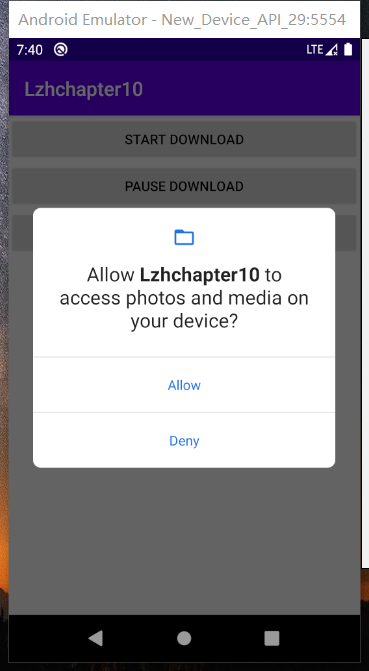 Android Emulator - New_Device_API_29:5554
7:40
LTE
Lzhchapter10
START DOWNLOAD
PAUSE DOWNLOAD
Allow Lzhchapter10 to
access photos and media on
your device?
Allow
Deny